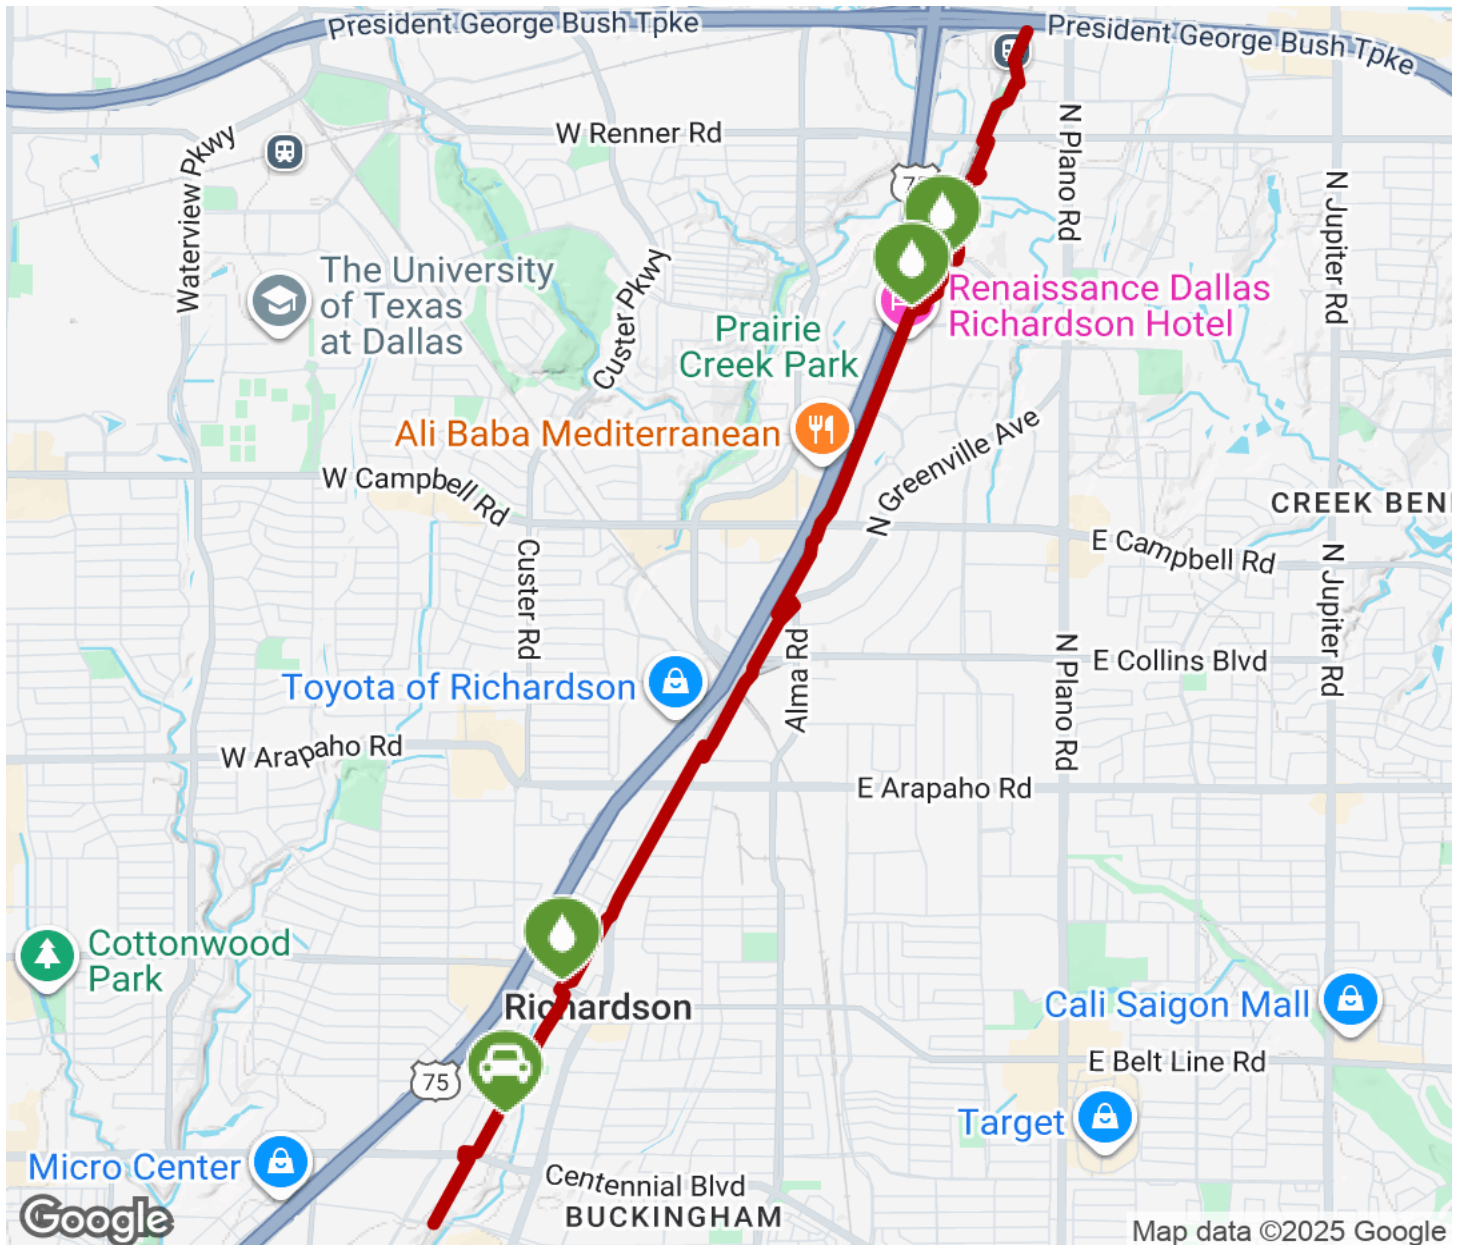 President George Bush Tpke
President George Bush Tpke
W Renner Rd
Waterview Pkwy
N Plano Rd
N Jupiter Rd
The University
of Texas
at Dallas
Custer Pkwy
Renaissance Dallas
Richardson Hotel
Prairie
Creek Park
Ali Baba Mediterranean
N Greenville Ave
W Campbell Rd
CREEK BEN
E Campbell Rd
Custer Rd
N Jupiter Rd
Alma Rd
N Plano Rd
E Collins Blvd
Toyota of Richardson
W Arapaho Rd
E Arapaho Rd
Cottonwood
Park
Richardson
Cali Saigon Mall
E Belt Line Rd
75
Target
Micro Center
Centennial Blvd
BUCKINGHAM
Google
Map data ©2025 Google